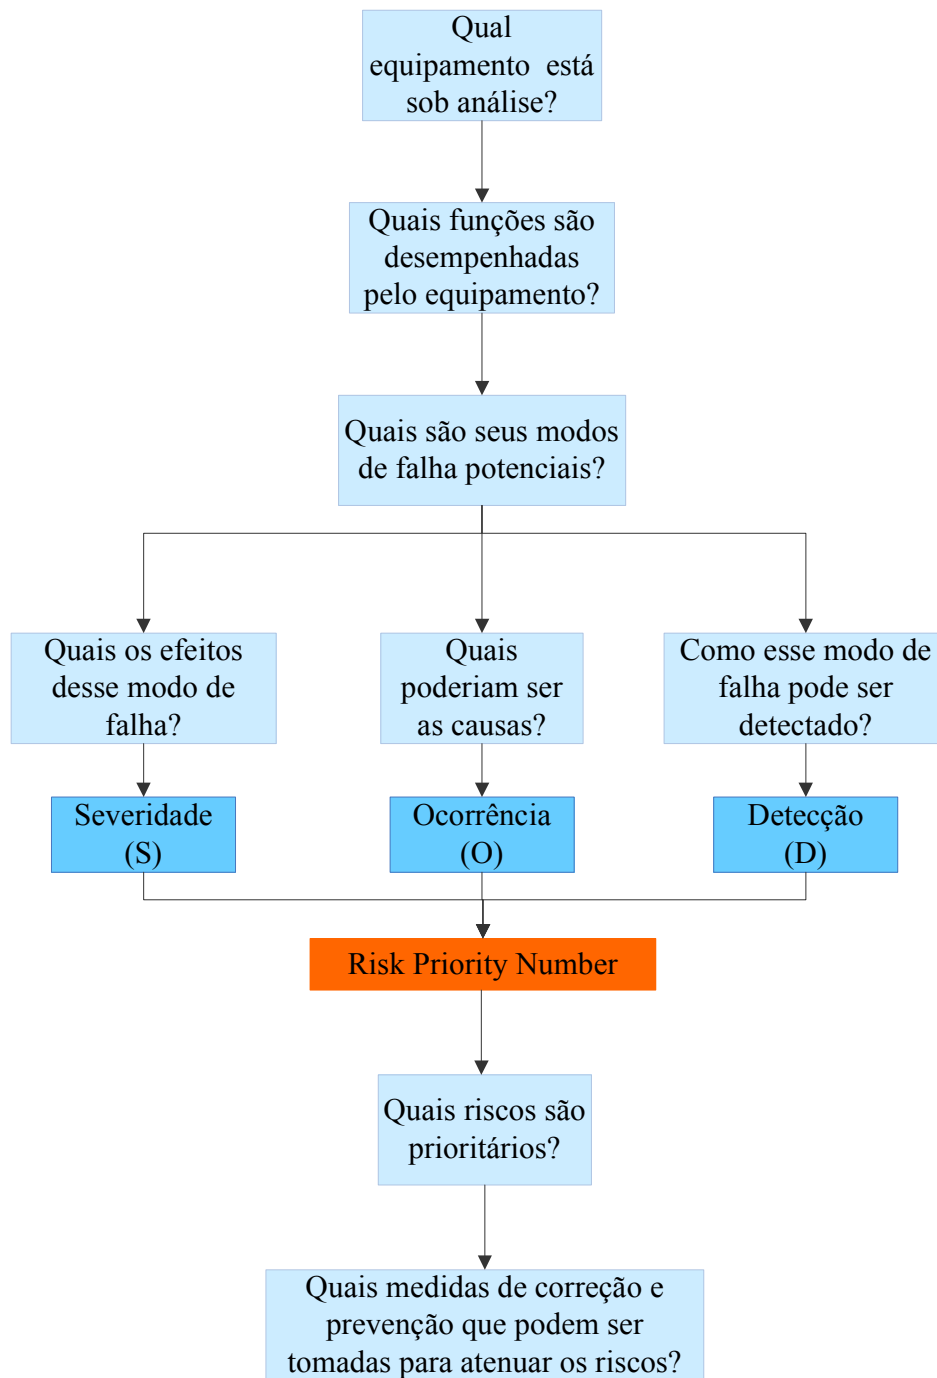 Qual
equipamento está
sob análise?
Quais funções são
desempenhadas
pelo equipamento?
Quais são seus modos
de falha potenciais?
Quais os efeitos
desse modo de
falha?
Quais
poderiam ser
as causas?
Como esse modo de
falha pode ser
detectado?
Severidade
(S)
Ocorrência
(O)
Detecção
(D)
Risk Priority Number
Quais riscos são
prioritários?
Quais medidas de correção e
prevenção que podem ser
tomadas para atenuar os riscos?